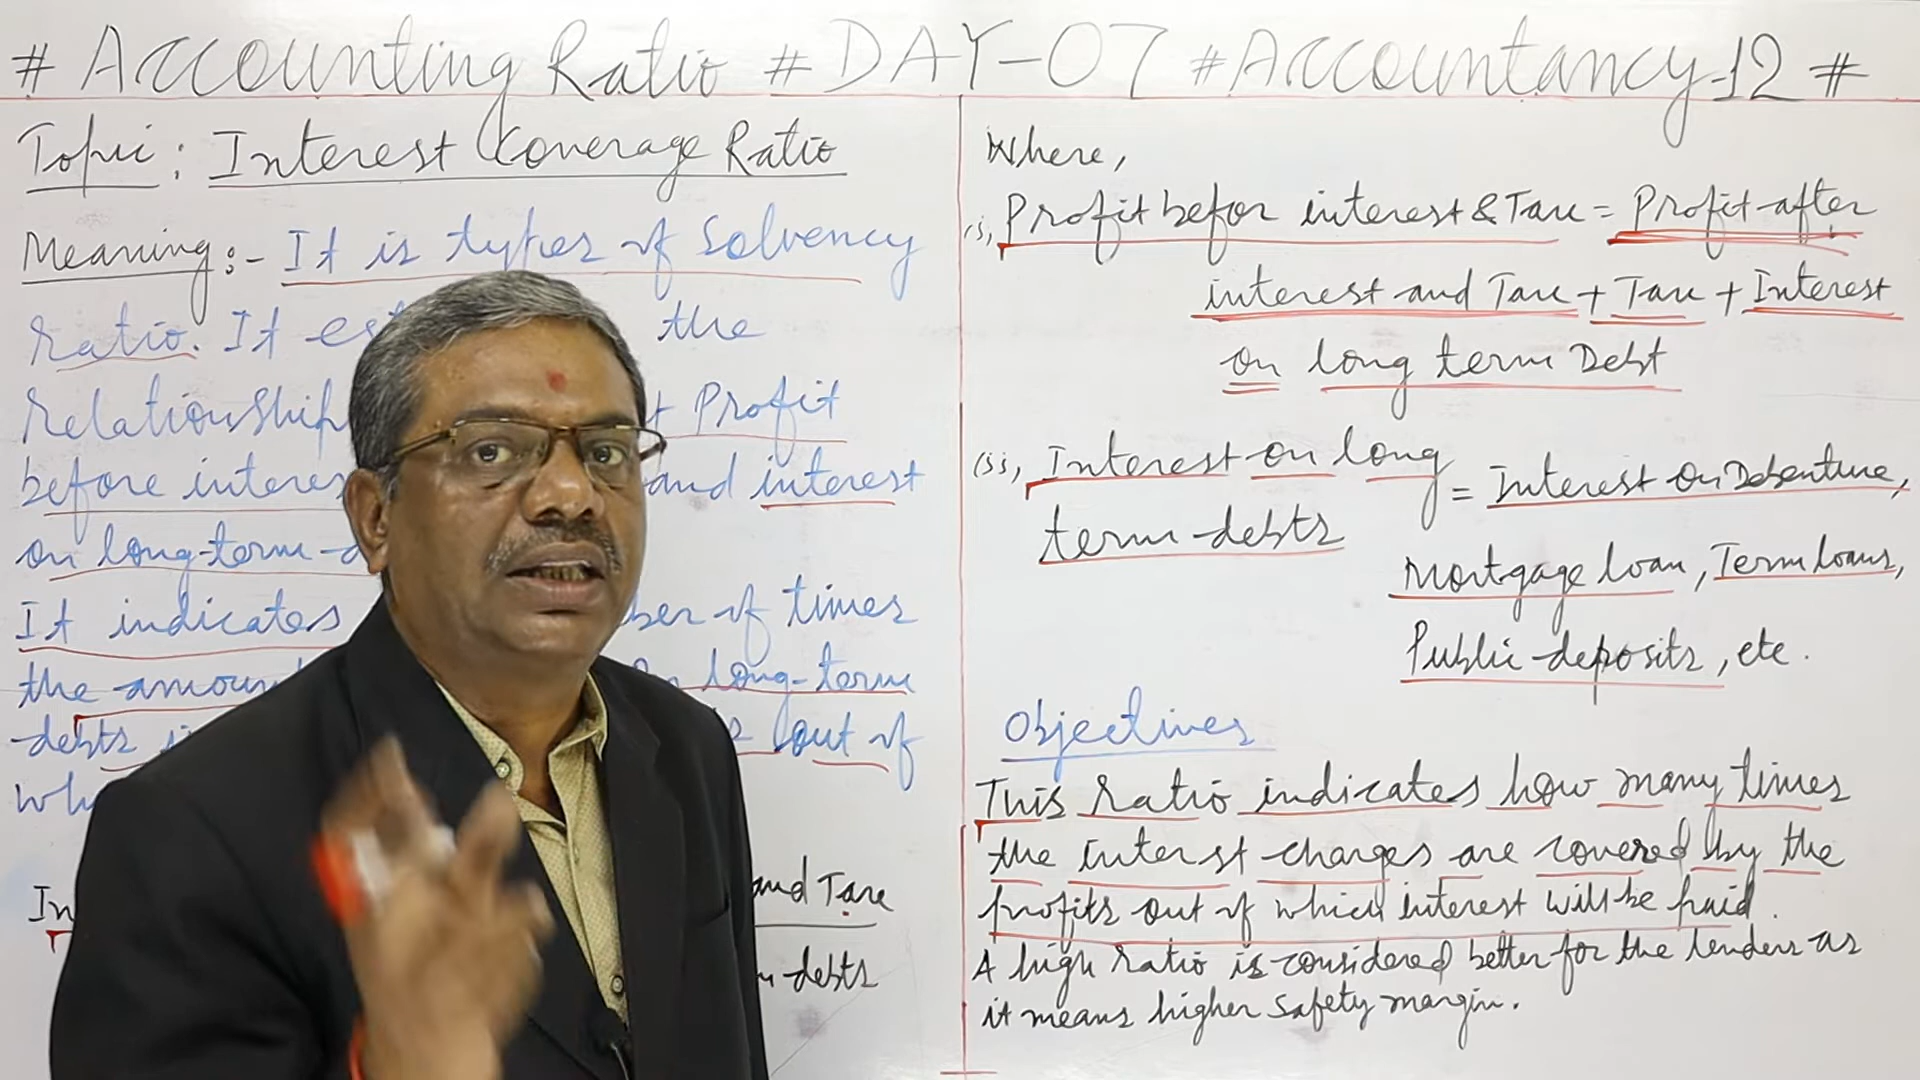 # Accounting Ratio # DAY-07 # Accountancy-12 #
Topic: Interest Coverage Ratio
Meaning:- It is types of Solvency
Ratio. It the
Relationship Profit
before and interest
on long-term-
It indicates of times
the long-term
debts out of
and Tax
debts
Where,
(i) Profit befor interest & Tax = Profit-after
interest and Tax + Tax + Interest
on long term Debt
(ii) Interest on long
term-debts
= Interest on Debenture,
Mortgage loan, Term loans,
Public-deposits, etc.
Objectives
This ratio indicates how many times
the interst charges are covered by the
profits out of which interest will be paid.
A high ratio is considered better for the lenders as
it means higher safety margin.